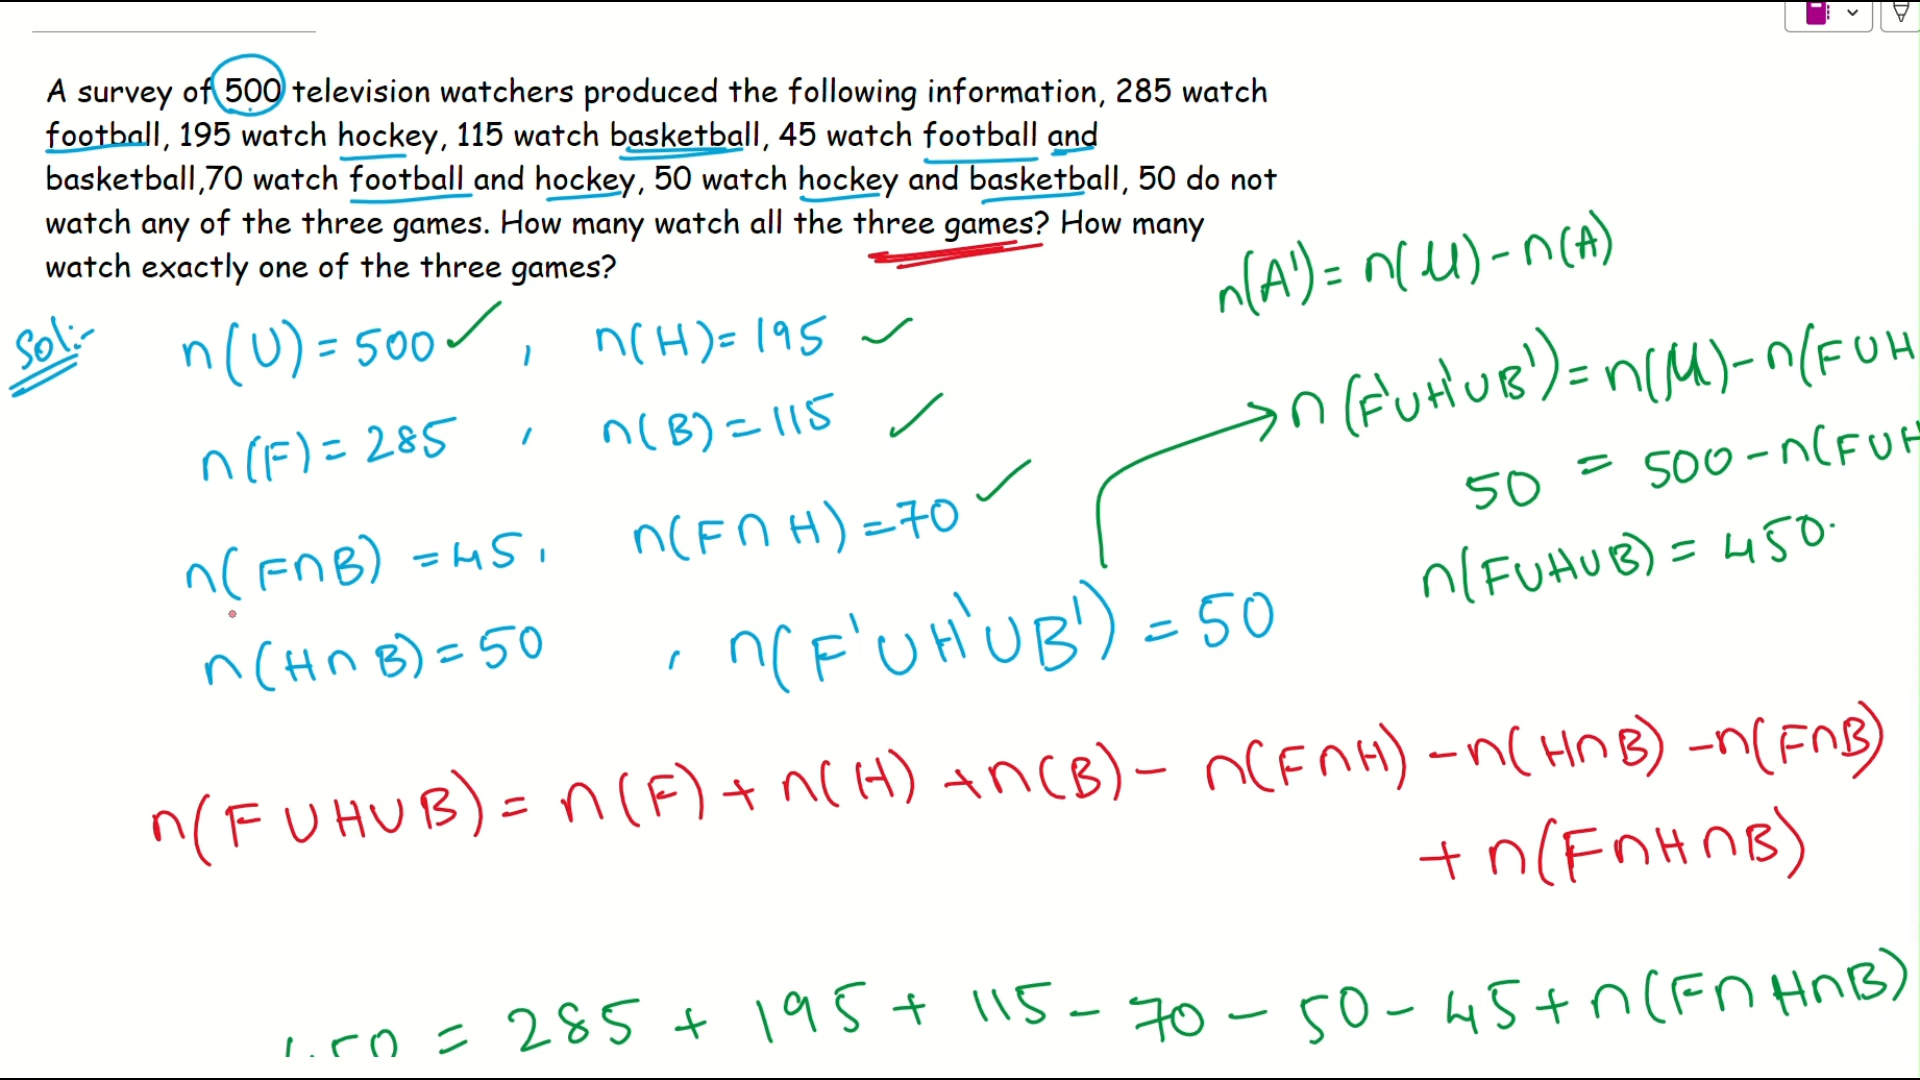 A survey of 500 television watchers produced the following information, 285 watch
football, 195 watch hockey, 115 watch basketball, 45 watch football and
basketball,70 watch football and hockey, 50 watch hockey and basketball, 50 do not
watch any of the three games. How many watch all the three games? How many
watch exactly one of the three games?
n(A') = n(μ) - n(A)
Sol:-
n(U) = 500 ✓ , n(H) = 195 ✓
n(F'∪H'∪B') = n(μ) - n(F∪H
n(F) = 285 , n(B) = 115 ✓
50 = 500 - n(F∪H
n(F∩B) = 45, n(F∩H) = 70 ✓
n(F∪H∪B) = 450.
n(H∩B) = 50 , n(F'∪H'∪B') = 50
n(F∪H∪B) = n(F) + n(H) + n(B) - n(F∩H) - n(H∩B) - n(F∩B)
+ n(F∩H∩B)
450 = 285 + 195 + 115 - 70 - 50 - 45 + n(F∩H∩B)